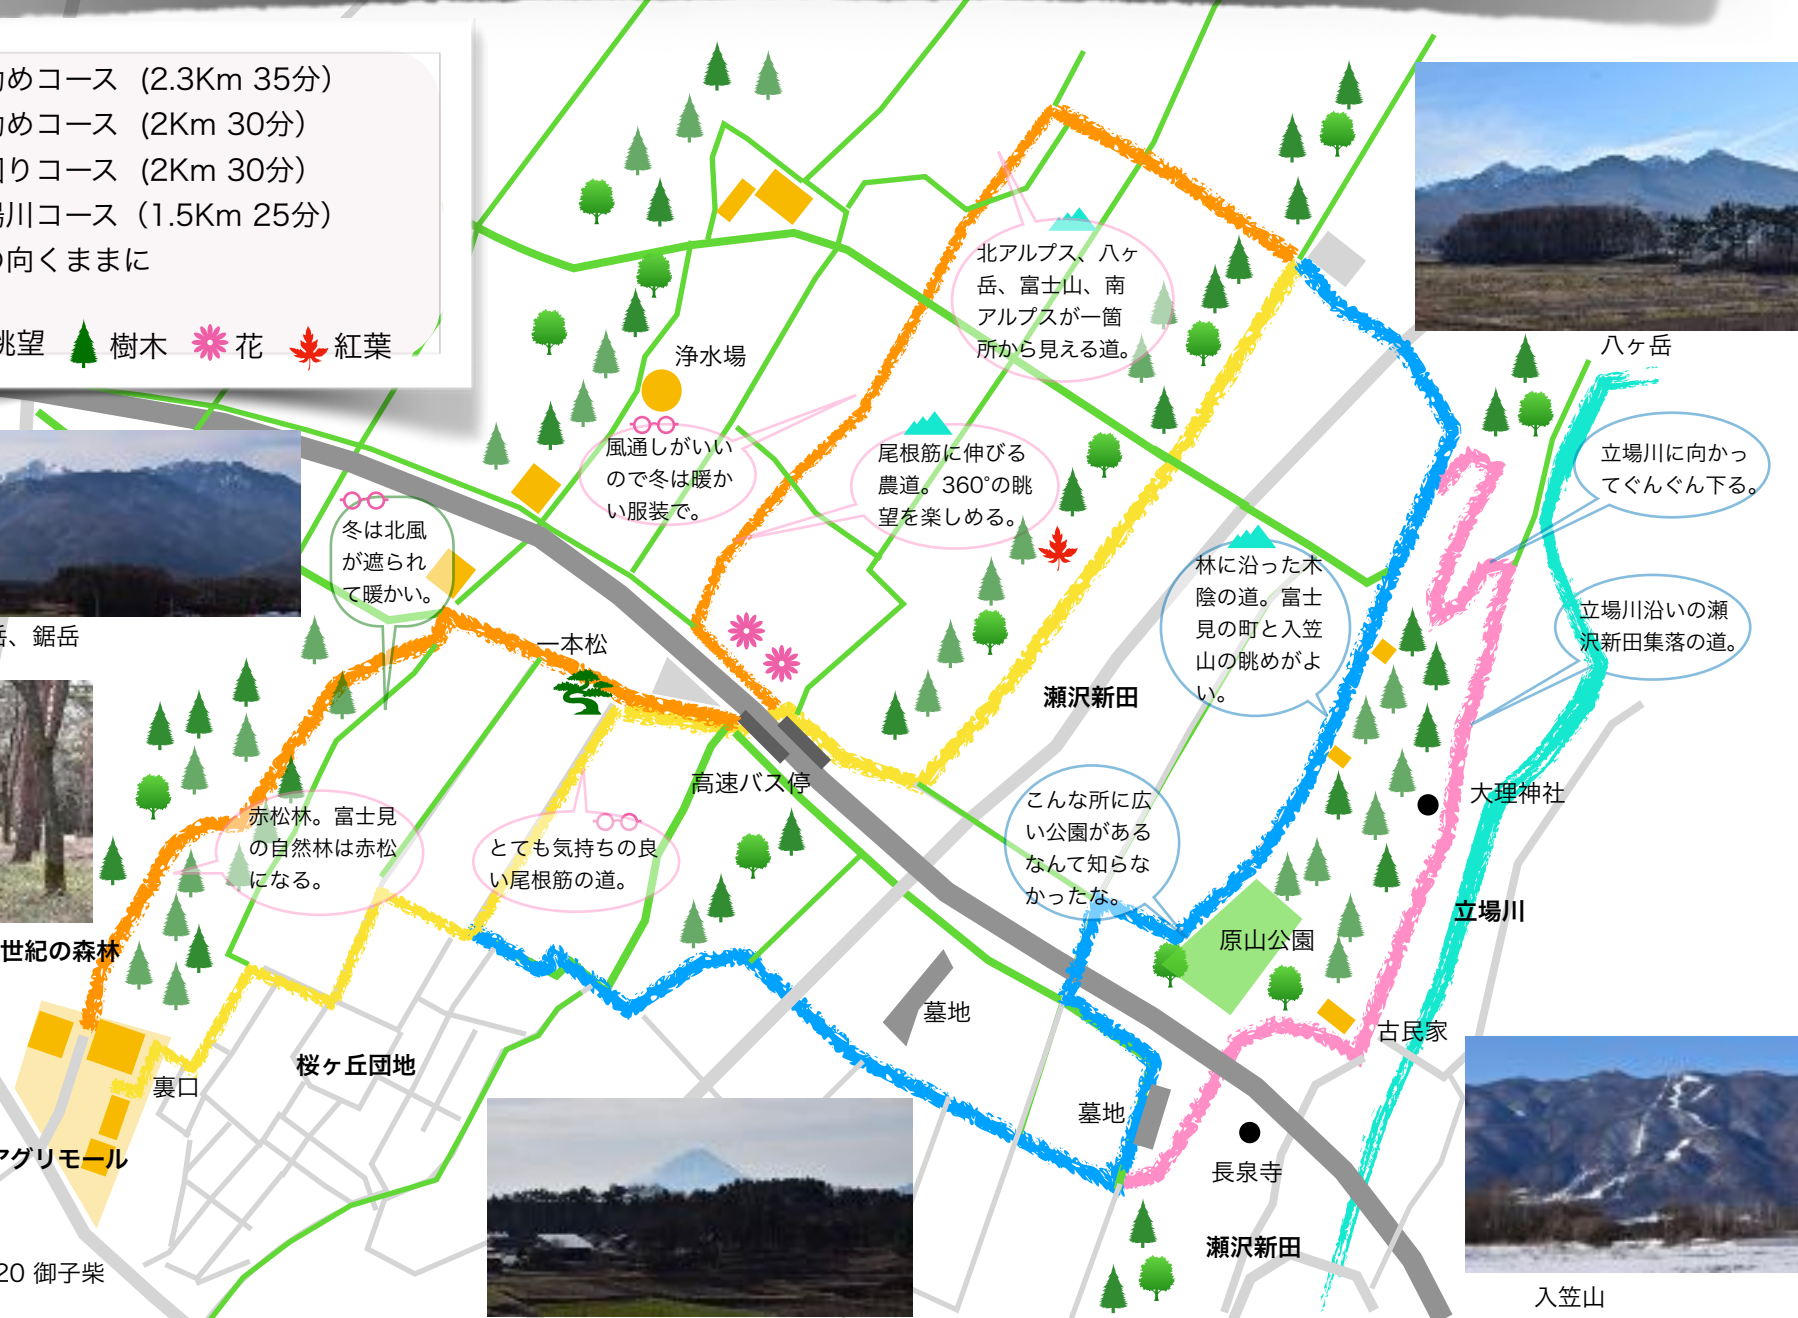 めコース (2.3Km 35分)
めコース (2Km 30分)
回りコース (2Km 30分)
場川コース (1.5Km 25分)
の向くままに
眺望
樹木
花
紅葉
北アルプス、八ヶ
岳、富士山、南
アルプスが一箇
所から見える道。
八ヶ岳
浄水場
風通しがいい
ので冬は暖か
い服装で。
尾根筋に伸びる
農道。360°の眺
望を楽しめる。
立場川に向かっ
てぐんぐん下る。
冬は北風
が遮られ
て暖かい。
林に沿った木
陰の道。富士
見の町と入笠
山の眺めがよ
い。
立場川沿いの瀬
沢新田集落の道。
岳、鋸岳
一本松
瀬沢新田
高速バス停
大理神社
赤松林。富士見
の自然林は赤松
になる。
とても気持ちの良
い尾根筋の道。
こんな所に広
い公園がある
なんて知らな
かったな。
立場川
世紀の森林
原山公園
墓地
古民家
桜ヶ丘団地
裏口
墓地
アグリモール
長泉寺
瀬沢新田
20 御子柴
入笠山